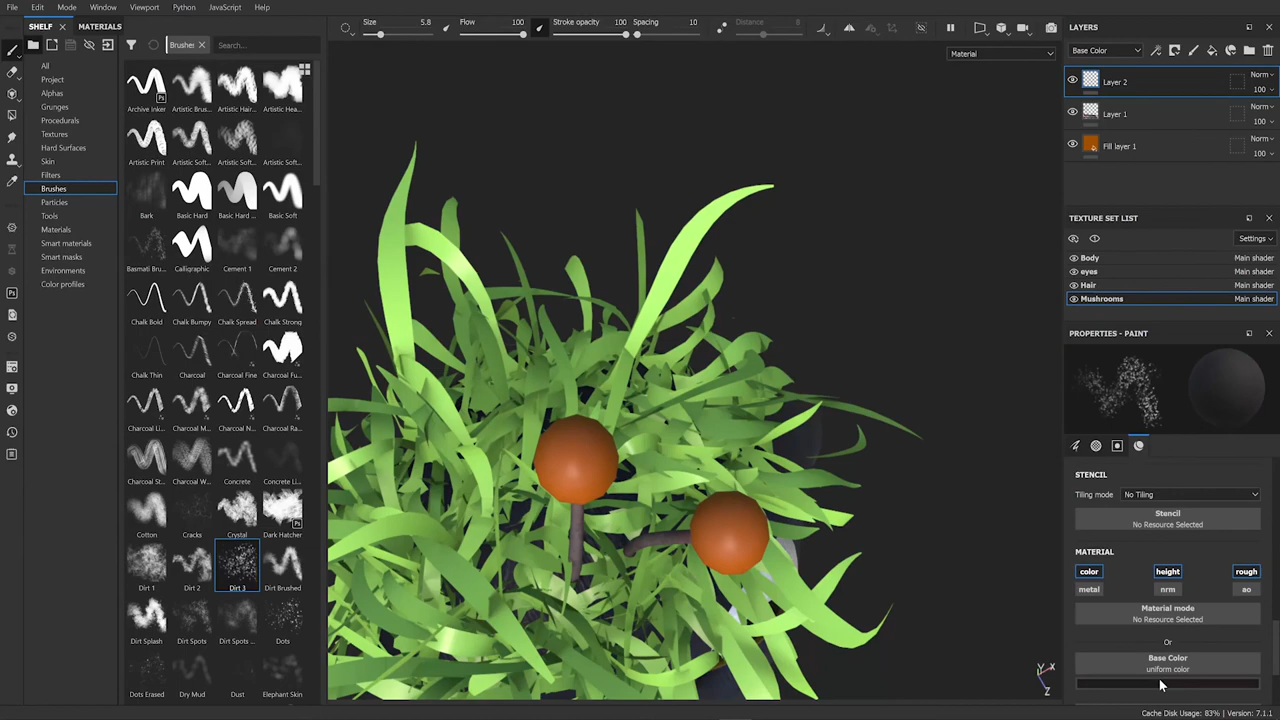 File Edit Mode Window Viewport Python JavaScript Help
SHELF MATERIALS
Size 5.8 Flow 100 Stroke opacity 100 Spacing 10 Distance 8
Brushes Search...
Material
All
Project
Alphas
Grunges
Procedurals
Textures
Hard Surfaces
Skin
Filters
Brushes
Particles
Tools
Materials
Smart materials
Smart masks
Environments
Color profiles
Archive Inker Artistic Brus... Artistic Hair... Artistic Hea...
Artistic Print Artistic Soft... Artistic Soft... Artistic Soft...
Bark Basic Hard Basic Hard ... Basic Soft
Basmati Bru... Calligraphic Cement 1 Cement 2
Chalk Bold Chalk Bumpy Chalk Spread Chalk Strong
Chalk Thin Charcoal Charcoal Fine Charcoal Fu...
Charcoal Li... Charcoal M... Charcoal N... Charcoal Ra...
Charcoal St... Charcoal W... Concrete Concrete Li...
Cotton Cracks Crystal Dark Hatcher
Dirt 1 Dirt 2 Dirt 3 Dirt Brushed
Dirt Splash Dirt Spots Dirt Spots ... Dots
Dots Erased Dry Mud Dust Elephant Skin
Y X
Z
LAYERS
Base Color
Layer 2 Norm
100
Layer 1 Norm
100
Fill layer 1 Norm
100
TEXTURE SET LIST
Settings
Body Main shader
eyes Main shader
Hair Main shader
Mushrooms Main shader
PROPERTIES - PAINT
STENCIL
Tiling mode No Tiling
Stencil
No Resource Selected
MATERIAL
color height rough
metal nrm ao
Material mode
No Resource Selected
Or
Base Color
uniform color
Cache Disk Usage: 83% | Version: 7.1.1